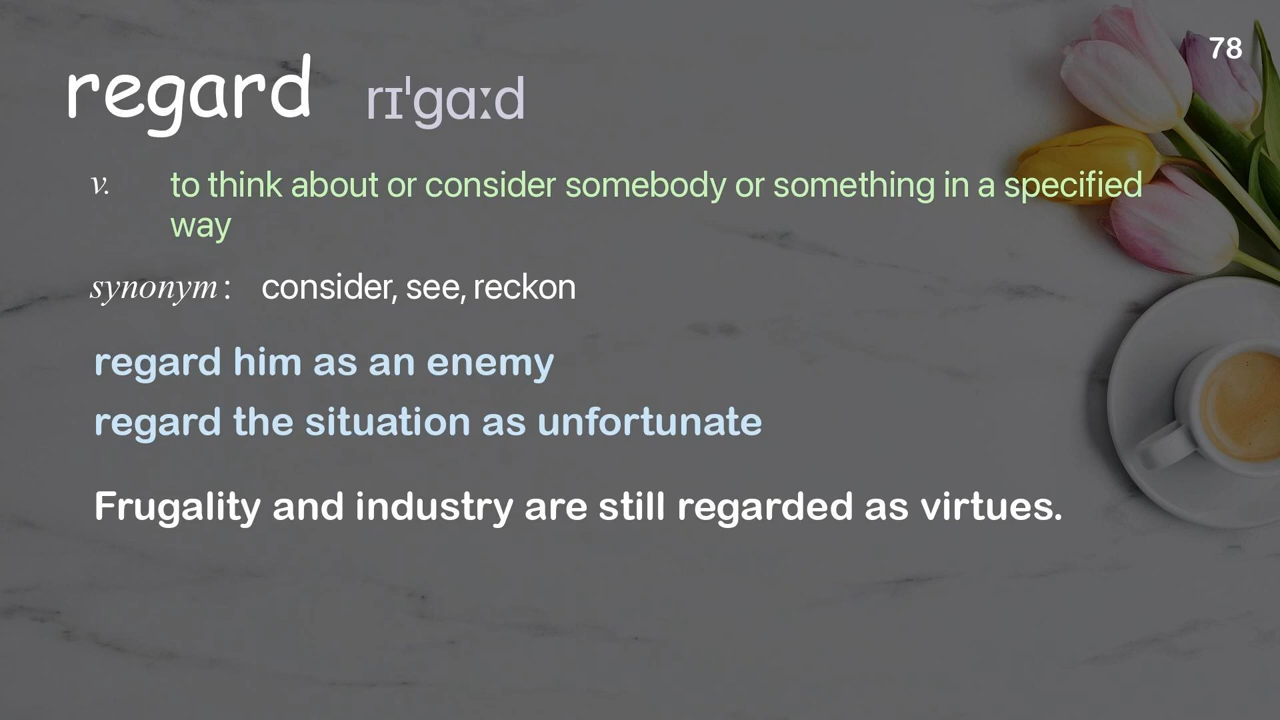 78
regard rɪˈɡɑːd
v. to think about or consider somebody or something in a specified
way
synonym: consider, see, reckon
regard him as an enemy
regard the situation as unfortunate
Frugality and industry are still regarded as virtues.